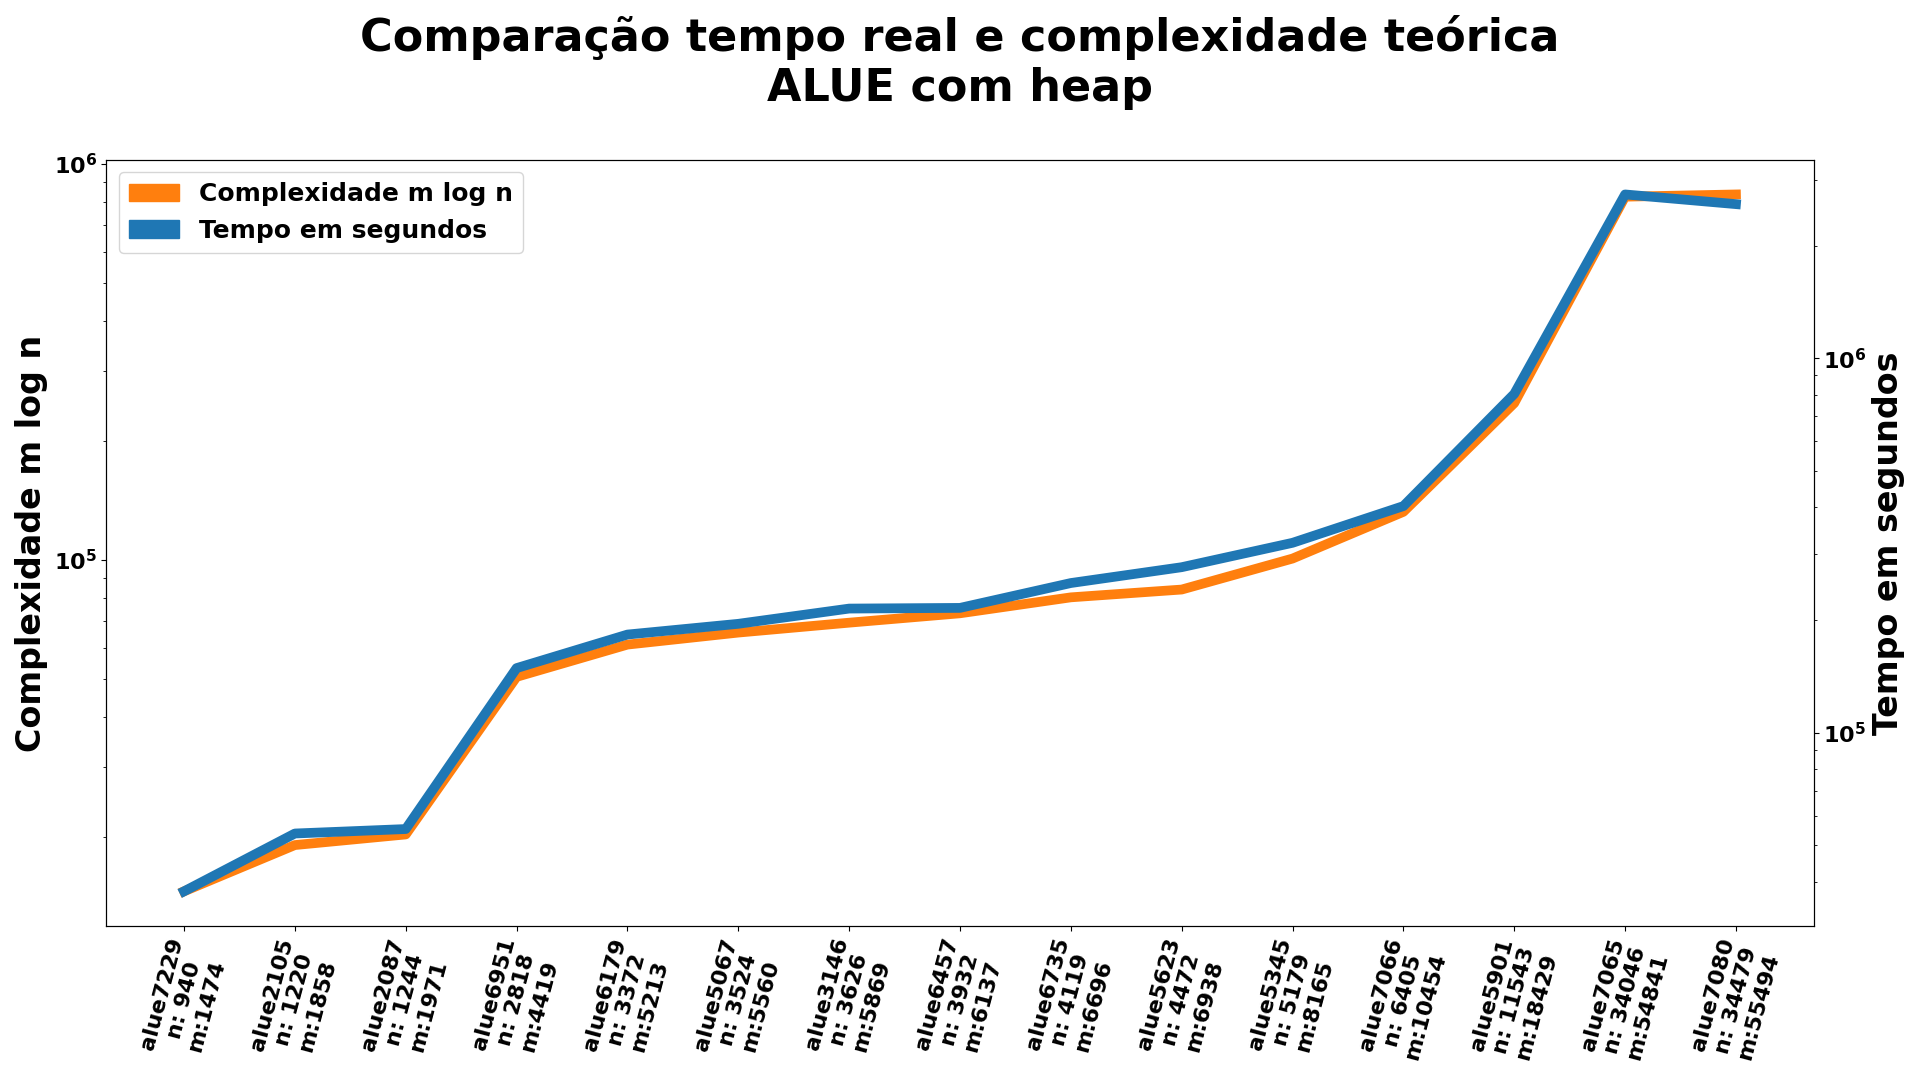 Comparação tempo real e complexidade teórica
ALUE com heap
Complexidade m log n
Tempo em segundos
Complexidade m log n
10^6
10^5
Tempo em segundos
10^6
10^5
alue7229
n: 940
m:1474
alue2105
n: 1220
m:1858
alue2087
n: 1244
m:1971
alue6951
n: 2818
m:4419
alue6179
n: 3372
m:5213
alue5067
n: 3524
m:5560
alue3146
n: 3626
m:5869
alue6457
n: 3932
m:6137
alue6735
n: 4119
m:6696
alue5623
n: 4472
m:6938
alue5345
n: 5179
m:8165
alue7066
n: 6405
m:10454
alue5901
n: 11543
m:18429
alue7065
n: 34046
m:54841
alue7080
n: 34479
m:55494